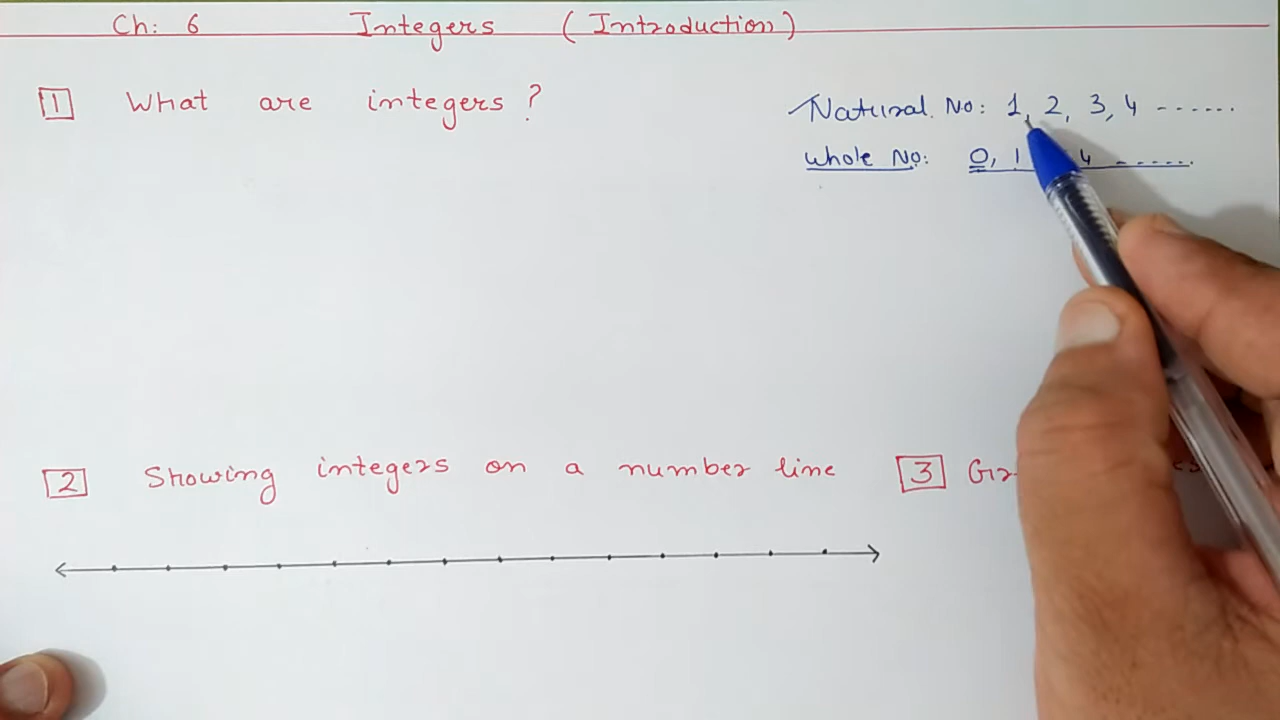 Ch: 6 Integers (Introduction)
1 What are integers?
Natural No: 1, 2, 3, 4 ------
Whole No: 0, 1 4 ------
2 Showing integers on a number line
3